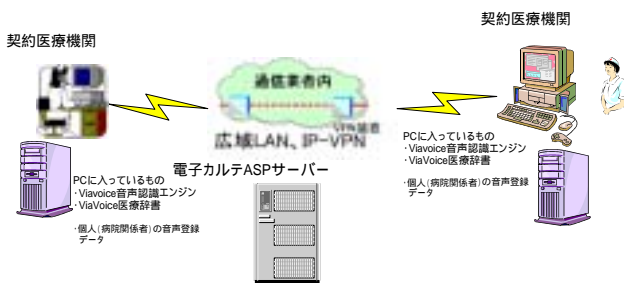 契約医療機関
契約医療機関
通信業者内
VPN装置
広域LAN、IP-VPN
電子カルテASPサーバー
PCに入っているもの
・Viavoice音声認識エンジン
・ViaVoice医療辞書
・個人(病院関係者)の音声登録
データ
PCに入っているもの
・Viavoice音声認識エンジン
・ViaVoice医療辞書
・個人(病院関係者)の音声登録
データ